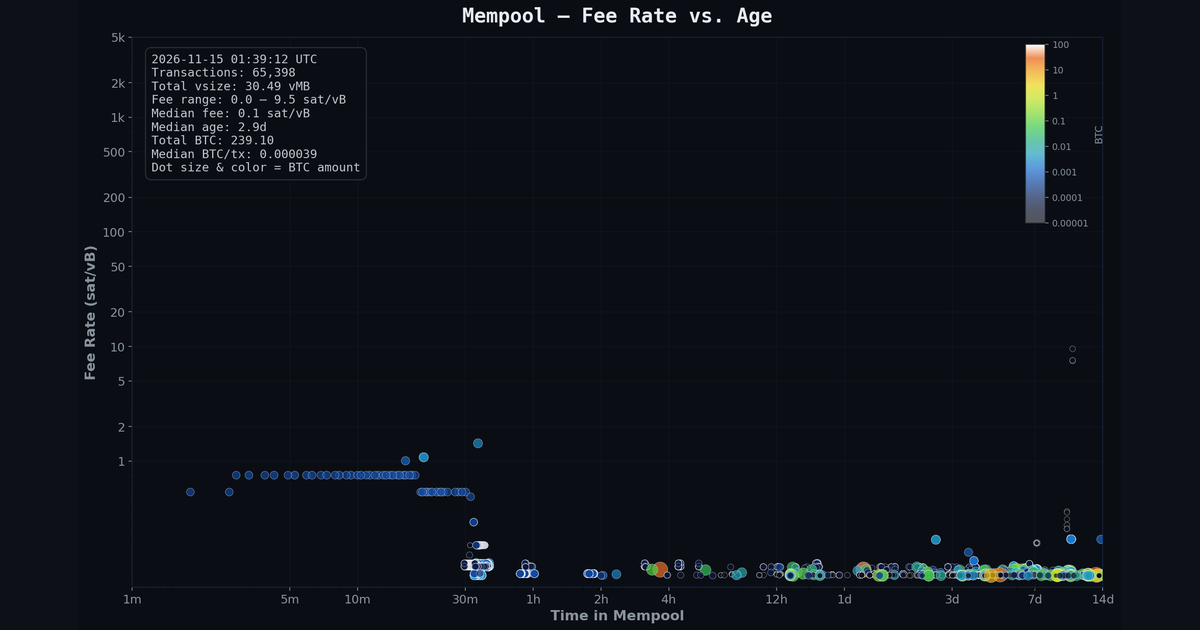 Mempool — Fee Rate vs. Age
2026-11-15 01:39:12 UTC
Transactions: 65,398
Total vsize: 30.49 vMB
Fee range: 0.0 – 9.5 sat/vB
Median fee: 0.1 sat/vB
Median age: 2.9d
Total BTC: 239.10
Median BTC/tx: 0.000039
Dot size & color = BTC amount
100
10
1
0.1
0.01
0.001
0.0001
0.00001
BTC
Fee Rate (sat/vB)
5k
2k
1k
500
200
100
50
20
10
5
2
1
1m
5m
10m
30m
1h
2h
4h
12h
1d
3d
7d
14d
Time in Mempool